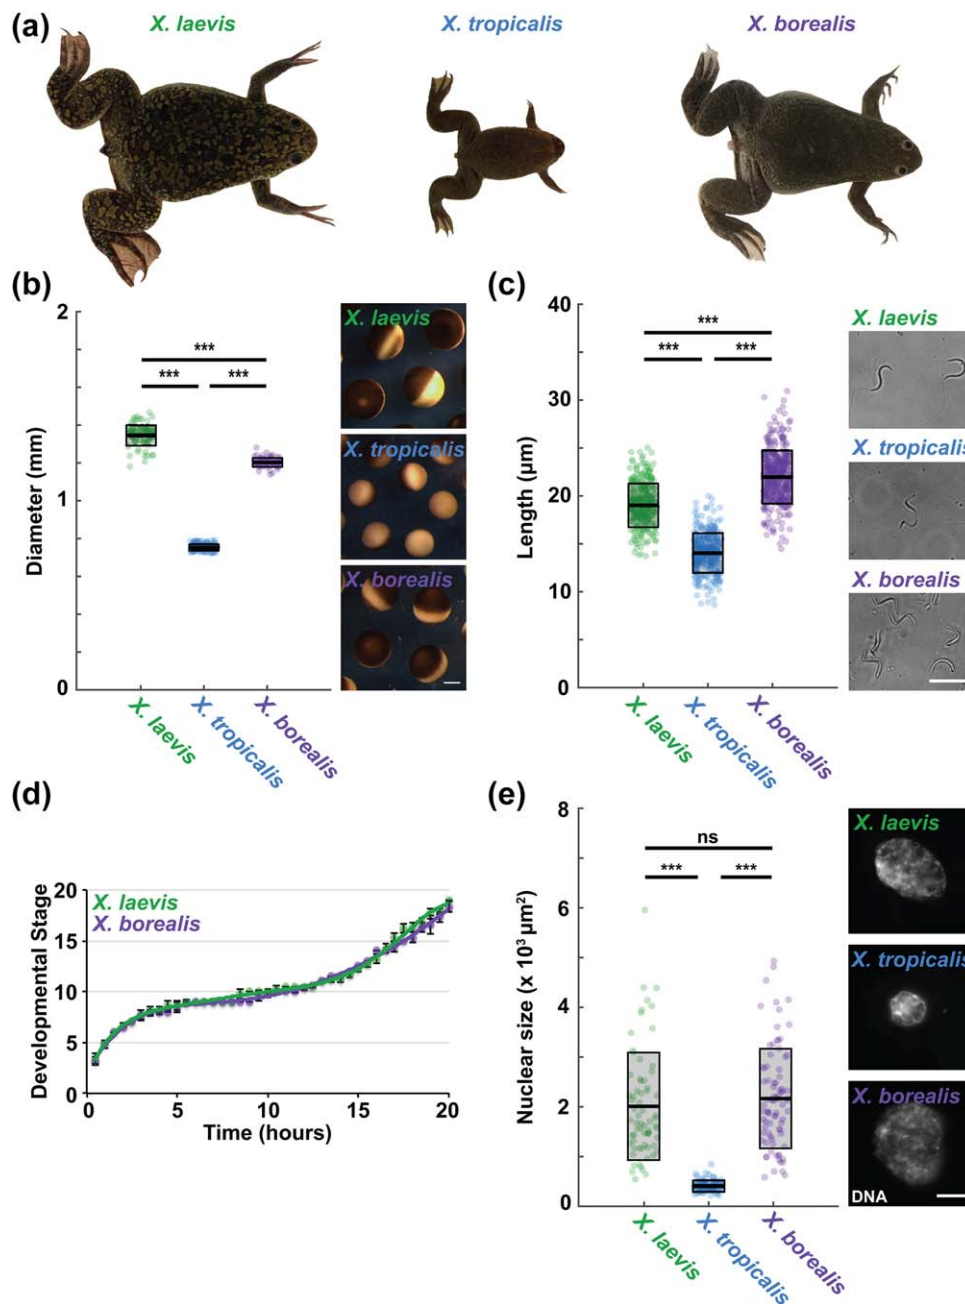 (a)
X. laevis
X. tropicalis
X. borealis
(b)
2
1
0
Diameter (mm)
***
***
***
X. laevis
X. tropicalis
X. borealis
X. laevis
X. tropicalis
X. borealis
(c)
40
30
20
10
0
Length (µm)
***
***
***
X. laevis
X. tropicalis
X. borealis
X. laevis
X. tropicalis
X. borealis
(d)
20
15
10
5
0
Developmental Stage
X. laevis
X. borealis
0 5 10 15 20
Time (hours)
(e)
8
6
4
3
2
1
0
Nuclear size (x 10³ µm²)
ns
***
***
X. laevis
X. tropicalis
X. borealis
X. laevis
X. tropicalis
X. borealis
DNA